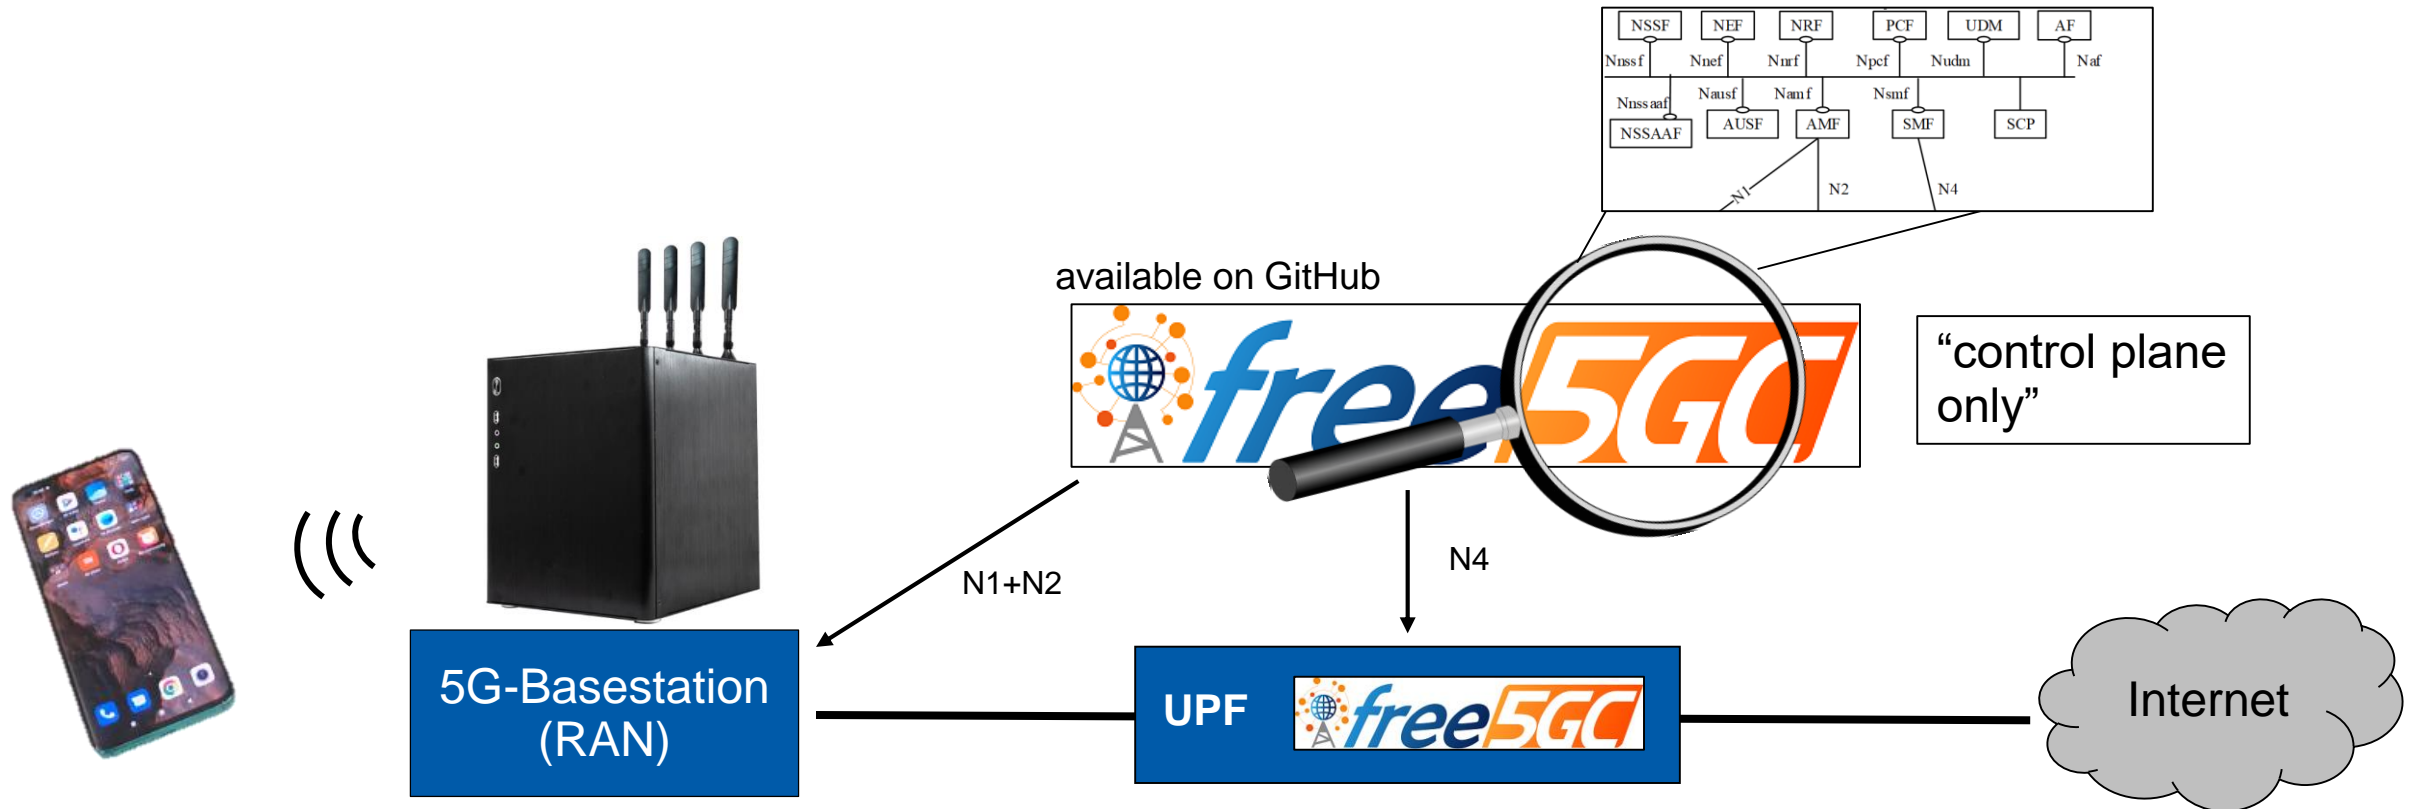 NSSF NEF NRF PCF UDM AF
Nnssf Nnef Nnrf Npcf Nudm Naf
Nnssaaf Nausf Namf Nsmf
NSSAAF AUSF AMF SMF SCP
N1 N2 N4
available on GitHub
free5GC
“control plane
only”
N1+N2
N4
5G-Basestation
(RAN)
UPF
free5GC
Internet